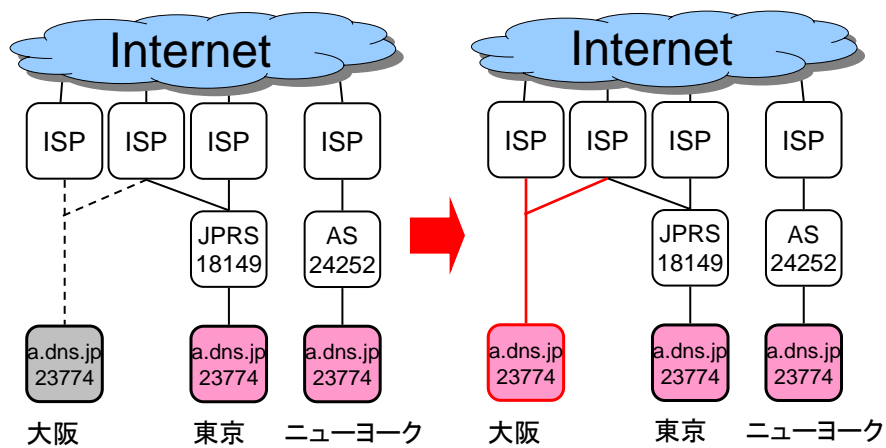 Internet
Internet
ISP
ISP
ISP
ISP
ISP
ISP
ISP
ISP
JPRS
18149
AS
24252
JPRS
18149
AS
24252
a.dns.jp
23774
a.dns.jp
23774
a.dns.jp
23774
a.dns.jp
23774
a.dns.jp
23774
a.dns.jp
23774
大阪
東京
ニューヨーク
大阪
東京
ニューヨーク